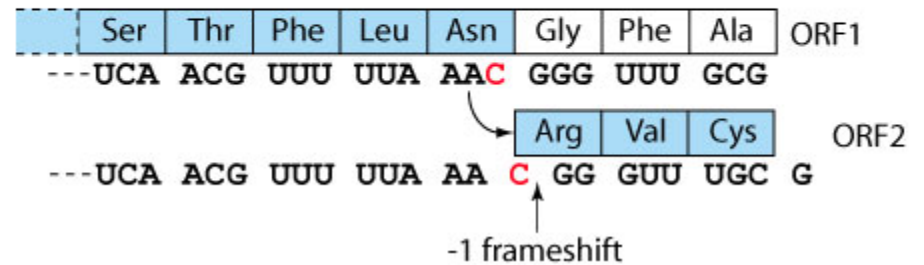 Ser Thr Phe Leu Asn Gly Phe Ala ORF1
---UCA ACG UUU UUA AAC GGG UUU GCG
Arg Val Cys ORF2
---UCA ACG UUU UUA AA C GG GUU UGC G
-1 frameshift